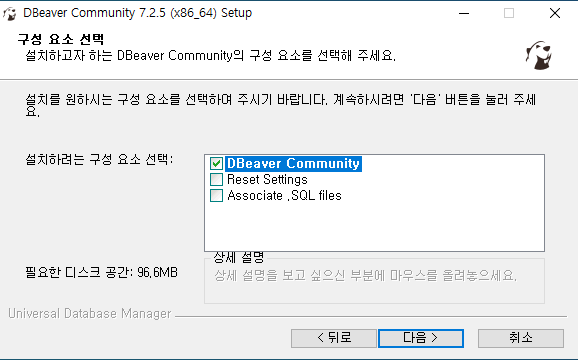 DBeaver Community 7.2.5 (x86_64) Setup
구성 요소 선택
설치하고자 하는 DBeaver Community의 구성 요소를 선택해 주세요.
설치를 원하시는 구성 요소를 선택하여 주시기 바랍니다. 계속하시려면 '다음' 버튼을 눌러 주세
요.
설치하려는 구성 요소 선택:
DBeaver Community
Reset Settings
Associate .SQL files
필요한 디스크 공간: 96.6MB
상세 설명
상세 설명을 보고 싶으신 부분에 마우스를 올려놓으세요.
Universal Database Manager
< 뒤로
다음 >
취소